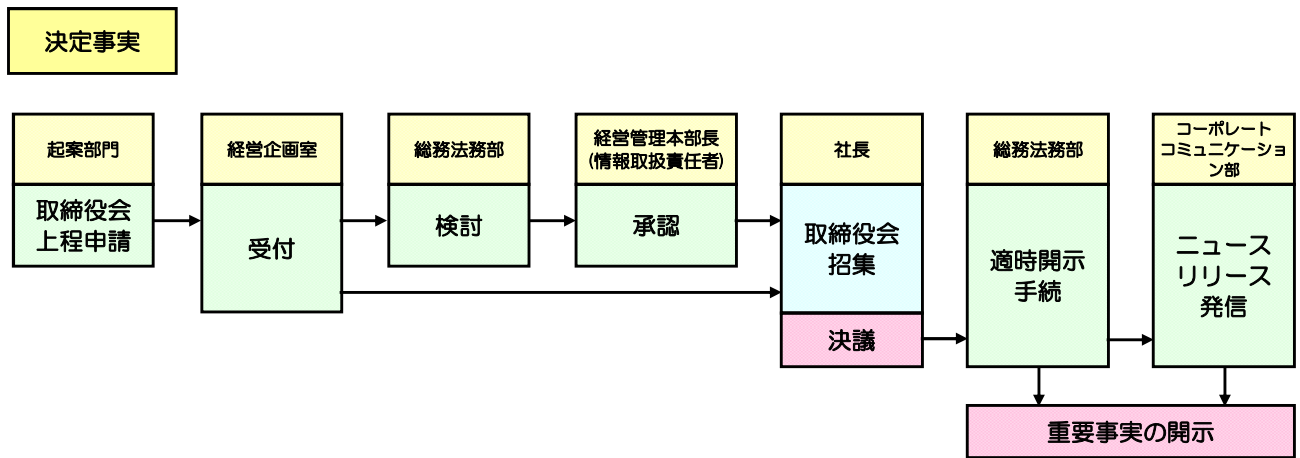 決定事実
起案部門
取締役会
上程申請
経営企画室
受付
総務法務部
検討
経営管理本部長
(情報取扱責任者)
承認
社長
取締役会
招集
決議
総務法務部
適時開示
手続
コーポレート
コミュニケーショ
ン部
ニュース
リリース
発信
重要事実の開示